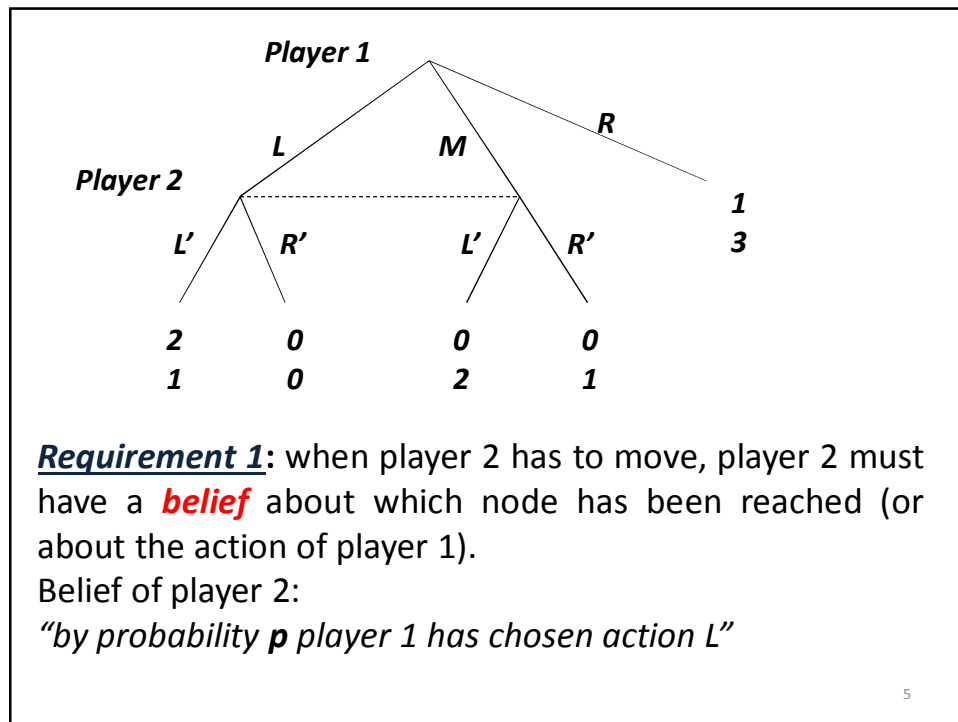 Player 1
R
L M
Player 2
1
L’ R’ L’ R’ 3
2 0 0 0
1 0 2 1
Requirement 1: when player 2 has to move, player 2 must
have a belief about which node has been reached (or
about the action of player 1).
Belief of player 2:
“by probability p player 1 has chosen action L”
5